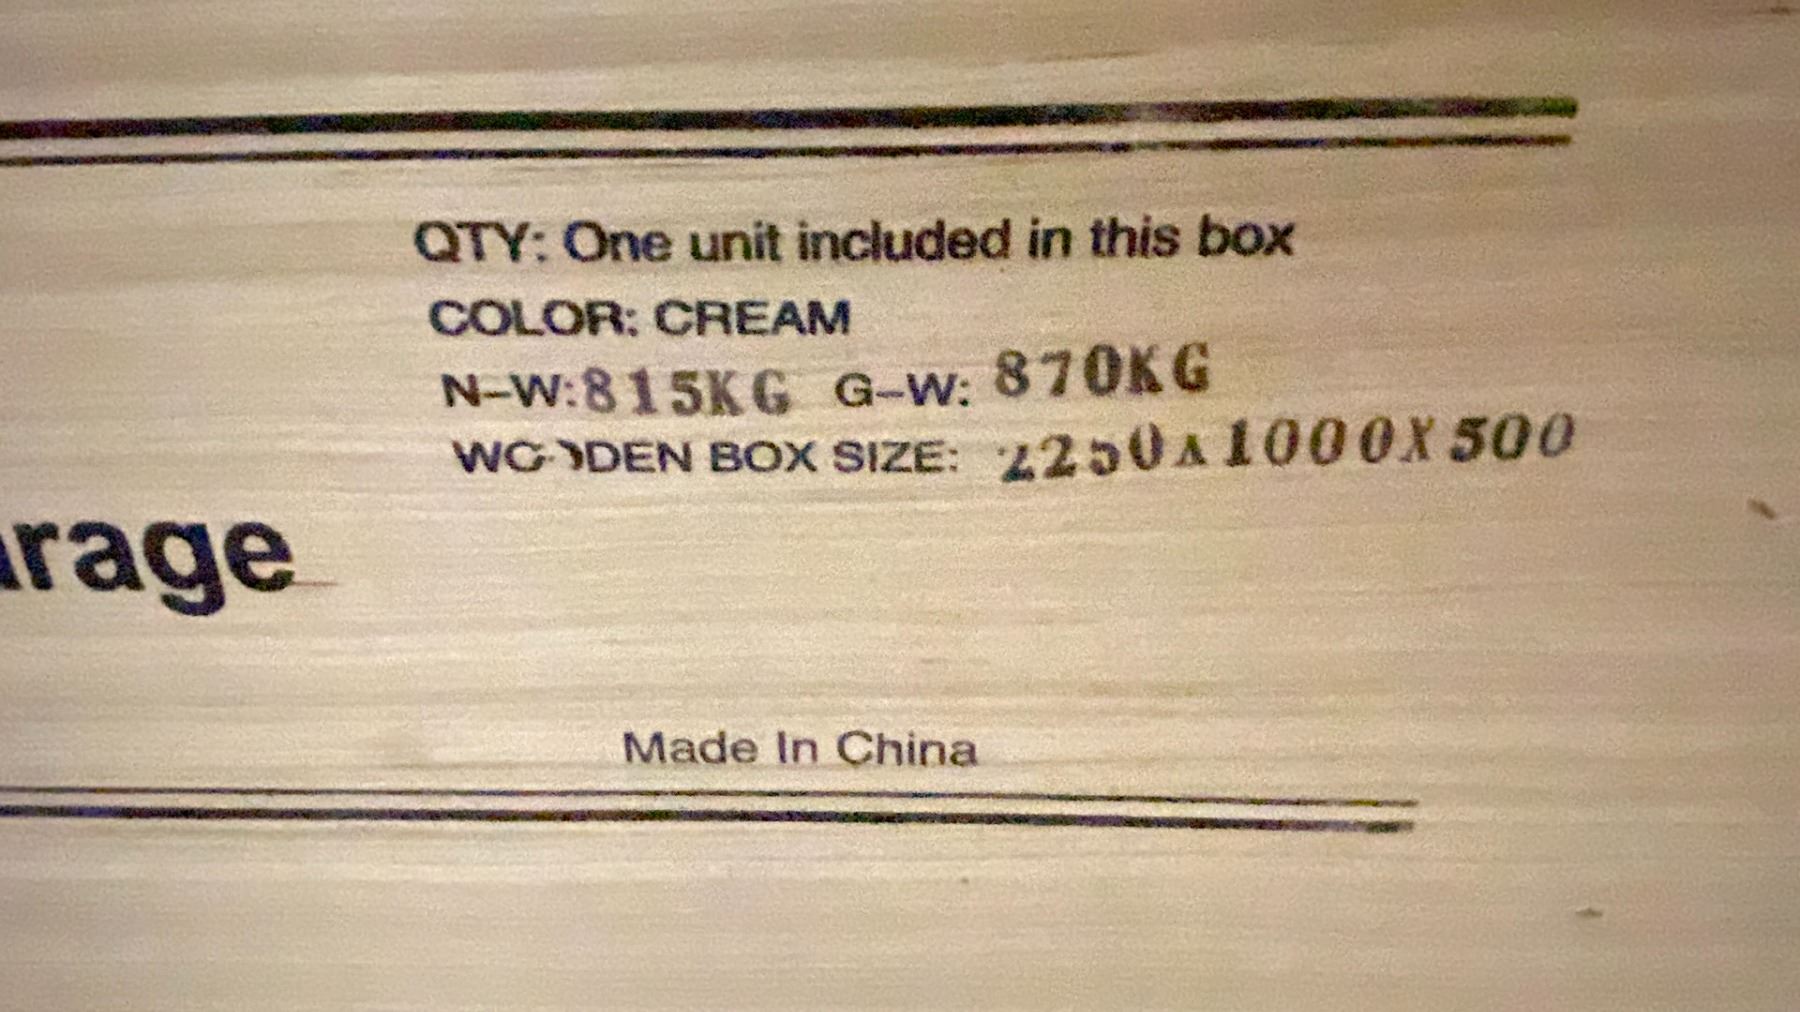 QTY: One unit included in this box
COLOR: CREAM
N-W:815KG G-W: 870KG
WOODEN BOX SIZE: 2250X1000X500
rage
Made In China